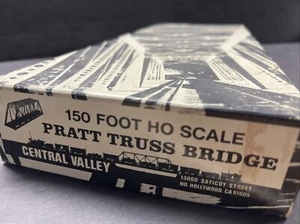 150 FOOT HO SCALE
PRATT TRUSS BRIDGE
CENTRAL VALLEY
13000 SATICOY STREET
NO. HOLLYWOOD CA 91605